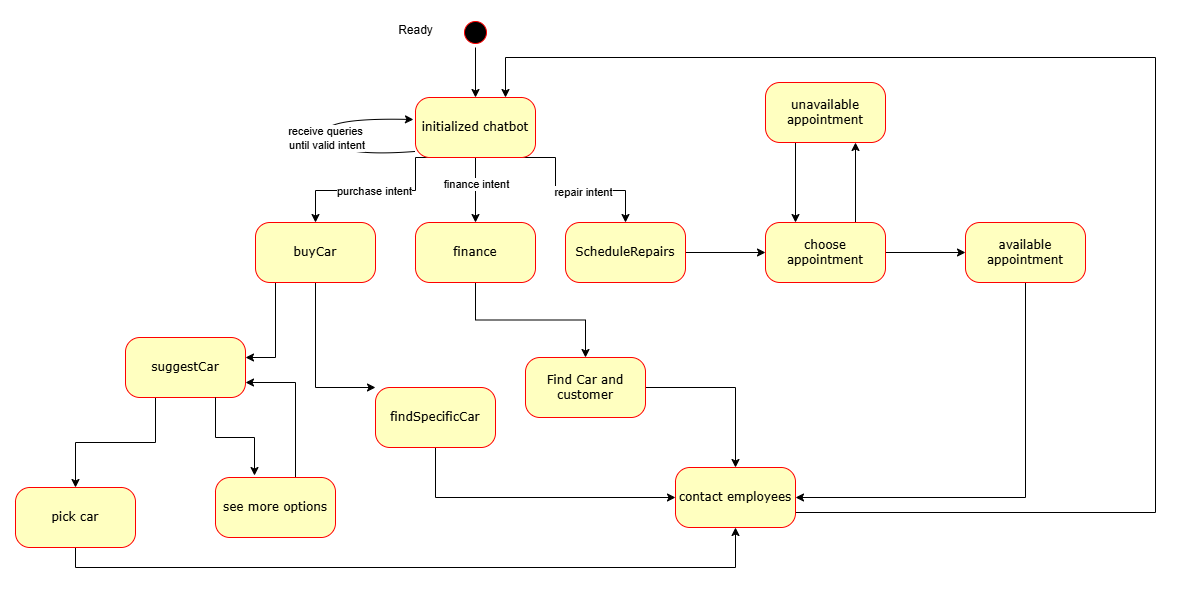 Ready
unavailable
appointment
initialized chatbot
receive queries
until valid intent
purchase intent
finance intent
repair intent
buyCar
finance
ScheduleRepairs
choose
appointment
available
appointment
suggestCar
Find Car and
customer
findSpecificCar
contact employees
pick car
see more options